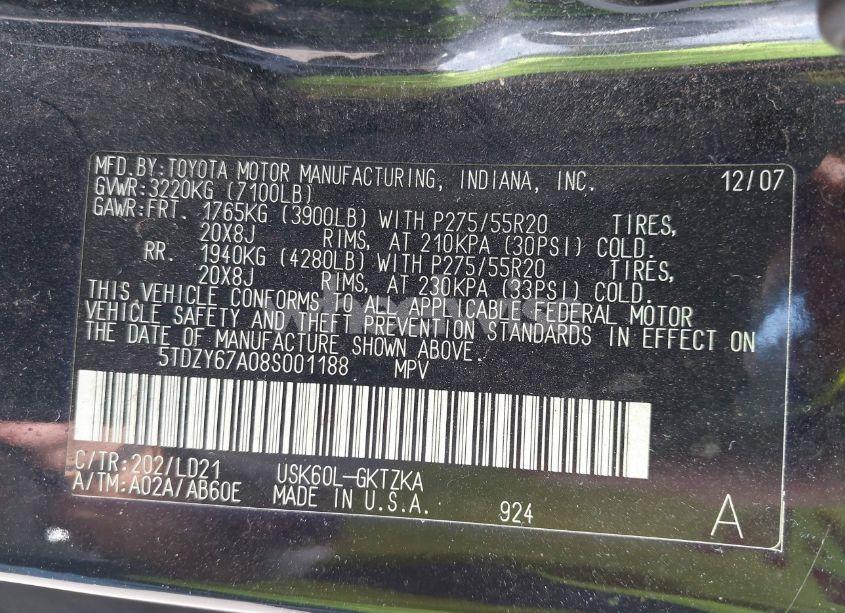 MFD.BY:TOYOTA MOTOR MANUFACTURING, INDIANA, INC. 12/07
GVWR:3220KG (7100LB)
GAWR:FRT. 1765KG (3900LB) WITH P275/55R20 TIRES,
20X8J RIMS, AT 210KPA (30PSI) COLD.
RR. 1940KG (4280LB) WITH P275/55R20 TIRES,
20X8J RIMS, AT 230KPA (33PSI) COLD.
THIS VEHICLE CONFORMS TO ALL APPLICABLE FEDERAL MOTOR
VEHICLE SAFETY AND THEFT PREVENTION STANDARDS IN EFFECT ON
THE DATE OF MANUFACTURE SHOWN ABOVE.
5TDZY67A08S001188 MPV
C/TR:202/LD21 USK60L-GKTZKA
A/TM:A02A/AB60E MADE IN U.S.A. 924 A